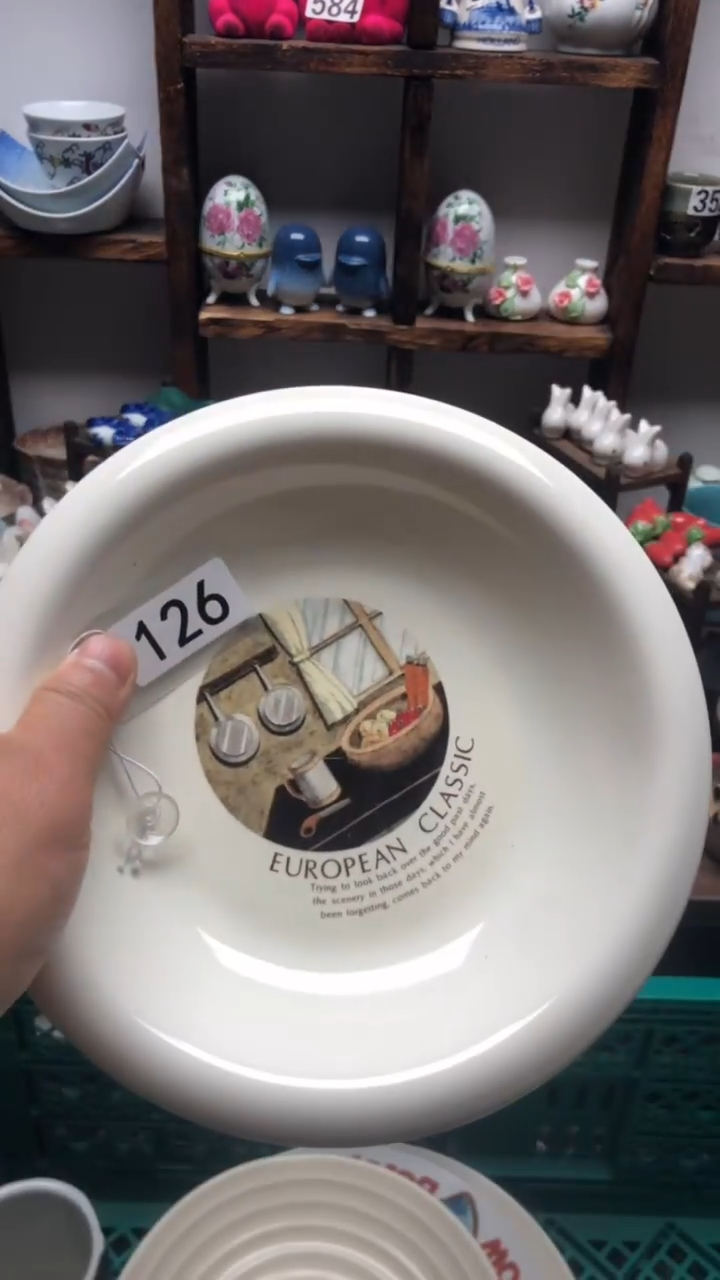 584
HOLLAND
35
126
EUROPEAN CLASSIC
Trying to look back over the good past days,
the scenery in those days, which I have almost
been forgetting, comes back to my mind again.